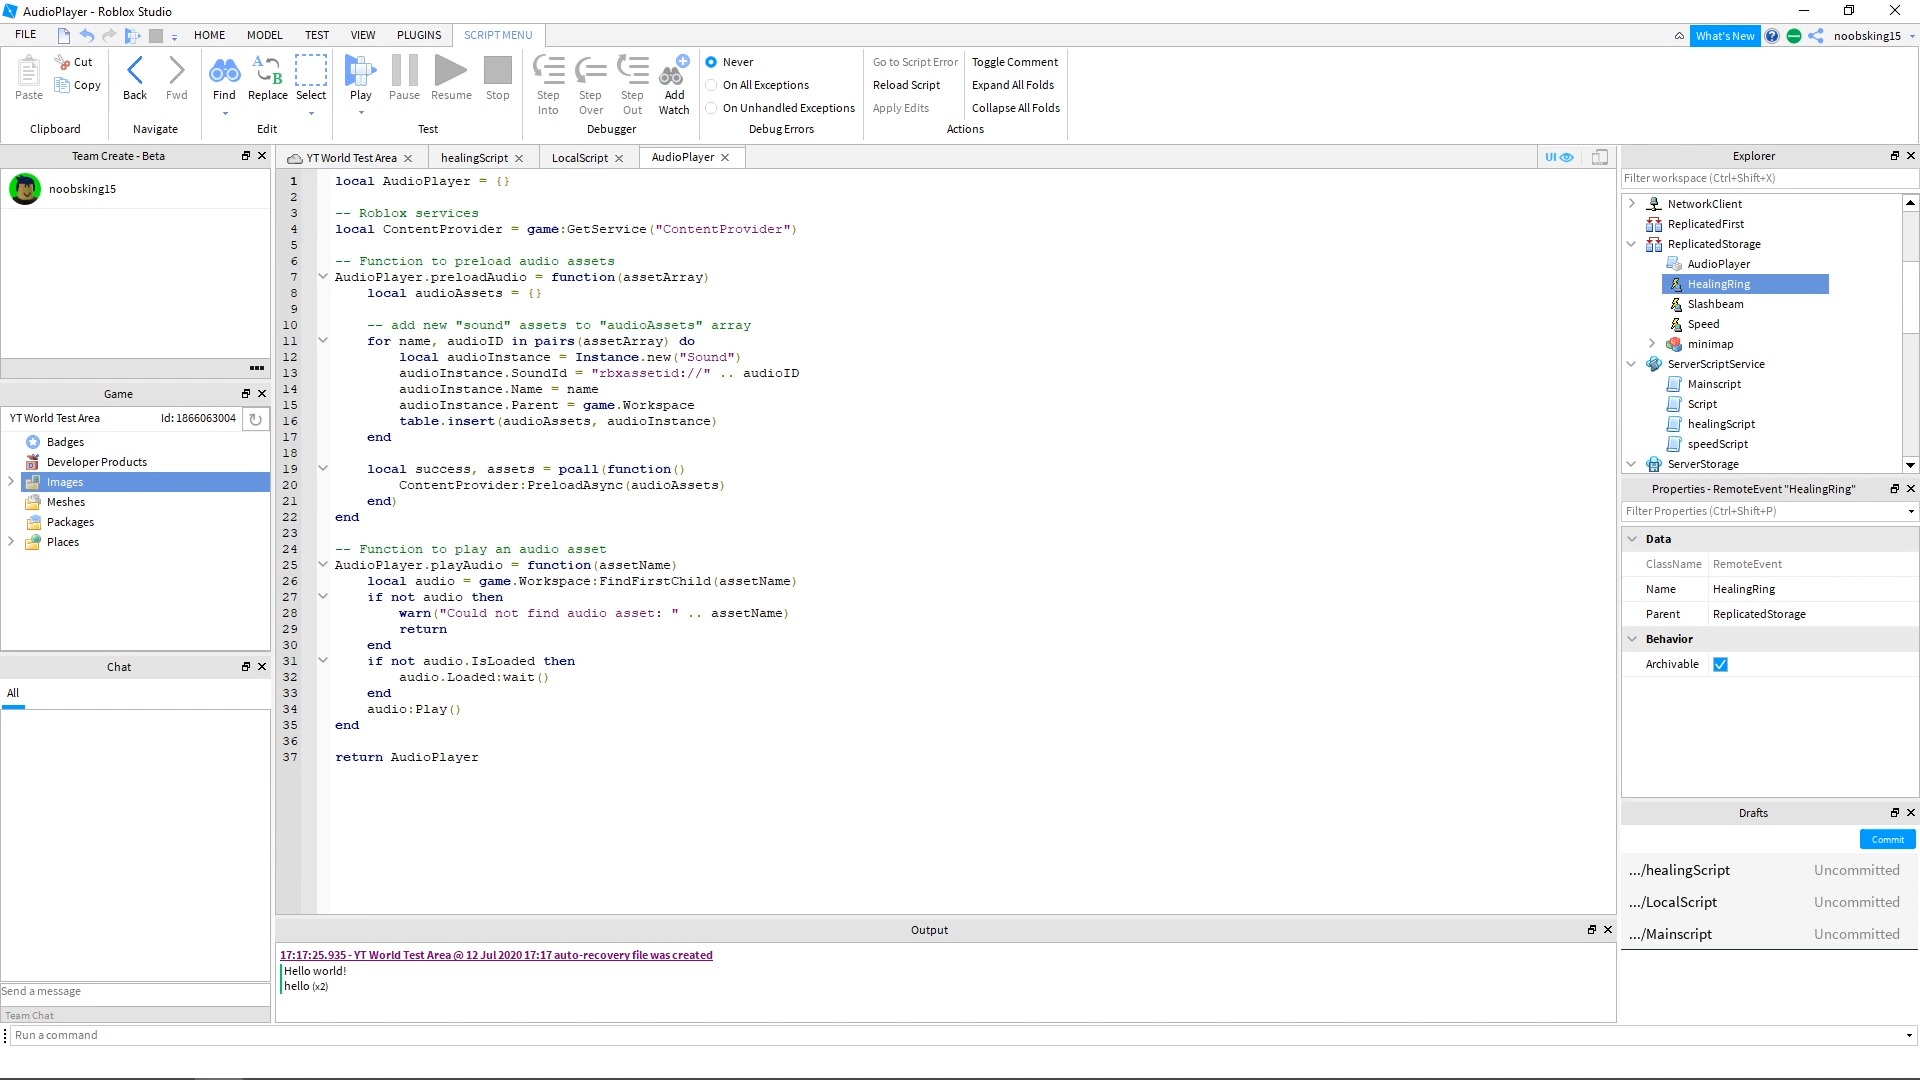 AudioPlayer - Roblox Studio
FILE HOME MODEL TEST VIEW PLUGINS SCRIPT MENU What's New noobsking15
Paste Cut Copy Back Fwd Find Replace Select Play Pause Resume Stop Step Into Step Over Step Out Add Watch
Never Go to Script Error Toggle Comment
On All Exceptions Reload Script Expand All Folds
On Unhandled Exceptions Apply Edits Collapse All Folds
Clipboard Navigate Edit Test Debugger Debug Errors Actions
Team Create - Beta
noobsking15
Game
YT World Test Area Id: 1866063004
Badges
Developer Products
Images
Meshes
Packages
Places
Chat
All
Send a message
Team Chat
Run a command
YT World Test Area healingScript LocalScript AudioPlayer UI
1 local AudioPlayer = {}
2
3 -- Roblox services
4 local ContentProvider = game:GetService("ContentProvider")
5
6 -- Function to preload audio assets
7 AudioPlayer.preloadAudio = function(assetArray)
8 local audioAssets = {}
9
10 -- add new "sound" assets to "audioAssets" array
11 for name, audioID in pairs(assetArray) do
12 local audioInstance = Instance.new("Sound")
13 audioInstance.SoundId = "rbxassetid://" .. audioID
14 audioInstance.Name = name
15 audioInstance.Parent = game.Workspace
16 table.insert(audioAssets, audioInstance)
17 end
18
19 local success, assets = pcall(function()
20 ContentProvider:PreloadAsync(audioAssets)
21 end)
22 end
23
24 -- Function to play an audio asset
25 AudioPlayer.playAudio = function(assetName)
26 local audio = game.Workspace:FindFirstChild(assetName)
27 if not audio then
28 warn("Could not find audio asset: " .. assetName)
29 return
30 end
31 if not audio.IsLoaded then
32 audio.Loaded:wait()
33 end
34 audio:Play()
35 end
36
37 return AudioPlayer
Output
17:17:25.935 - YT World Test Area @ 12 Jul 2020 17:17 auto-recovery file was created
Hello world!
hello (x2)
Explorer
Filter workspace (Ctrl+Shift+X)
NetworkClient
ReplicatedFirst
ReplicatedStorage
AudioPlayer
HealingRing
Slashbeam
Speed
minimap
ServerScriptService
Mainscript
Script
healingScript
speedScript
ServerStorage
Properties - RemoteEvent "HealingRing"
Filter Properties (Ctrl+Shift+P)
Data
ClassName RemoteEvent
Name HealingRing
Parent ReplicatedStorage
Behavior
Archivable
Drafts
Commit
.../healingScript Uncommitted
.../LocalScript Uncommitted
.../Mainscript Uncommitted